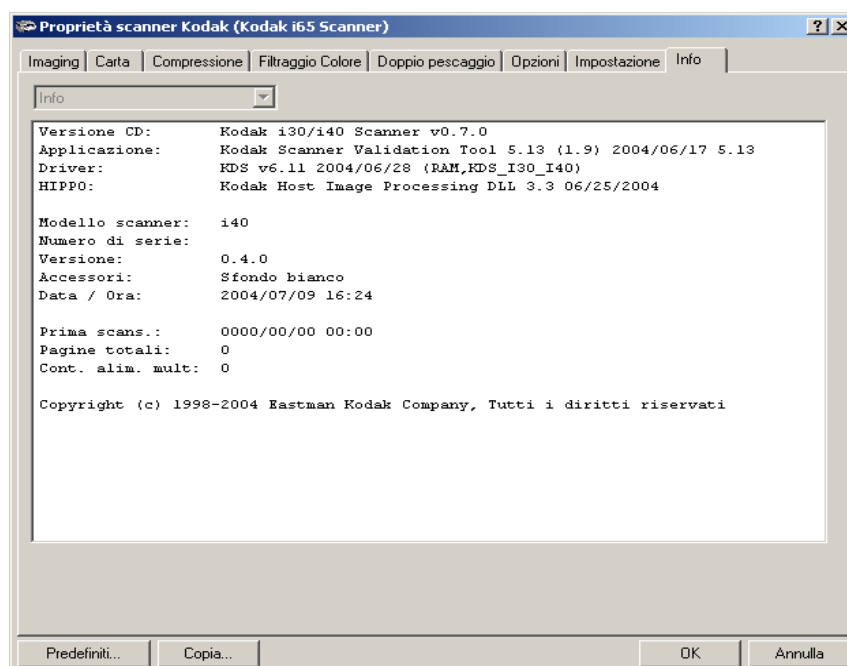 Proprietà scanner Kodak (Kodak i65 Scanner)
Imaging Carta Compressione Filtraggio Colore Doppio pescaggio Opzioni Impostazione Info
Info
Versione CD: Kodak i30/i40 Scanner v0.7.0
Applicazione: Kodak Scanner Validation Tool 5.13 (1.9) 2004/06/17 5.13
Driver: KDS v6.11 2004/06/28 (RAM,KDS_I30_I40)
HIPPO: Kodak Host Image Processing DLL 3.3 06/25/2004
Modello scanner: i40
Numero di serie:
Versione: 0.4.0
Accessori: Sfondo bianco
Data / Ora: 2004/07/09 16:24
Prima scans.: 0000/00/00 00:00
Pagine totali: 0
Cont. alim. mult: 0
Copyright (c) 1998-2004 Eastman Kodak Company, Tutti i diritti riservati
Predefiniti... Copia... OK Annulla